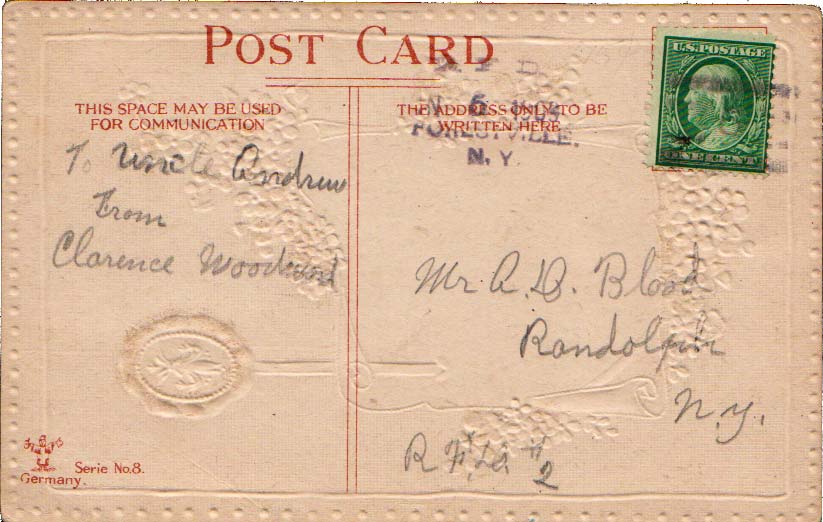 POST CARD
THIS SPACE MAY BE USED
FOR COMMUNICATION
THE ADDRESS ONLY TO BE
WRITTEN HERE
R. F. D.
5
FORESTVILLE.
N. Y.
U.S. POSTAGE
ONE CENT
To Uncle Andrew
From
Clarence Woodward
Mr A. D. Blood
Randolph
N. Y.
R F D #2
Serie No. 8.
Germany.